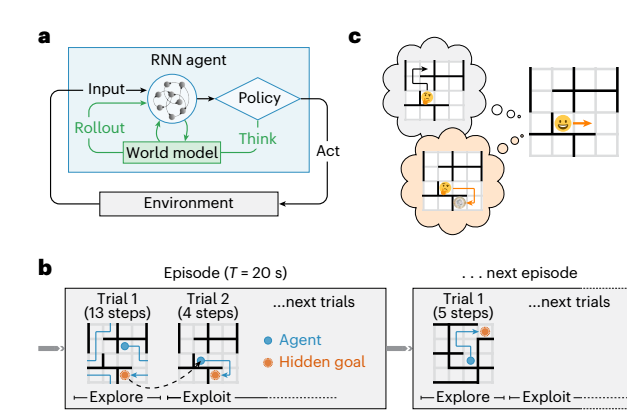 a
RNN agent
Input
Policy
Rollout
Think
World model
Act
Environment
c
b
Episode (T = 20 s)
Trial 1
(13 steps)
Trial 2
(4 steps)
...next trials
Agent
Hidden goal
Explore
Exploit
. . . next episode
Trial 1
(5 steps)
...next trials
Explore
Exploit